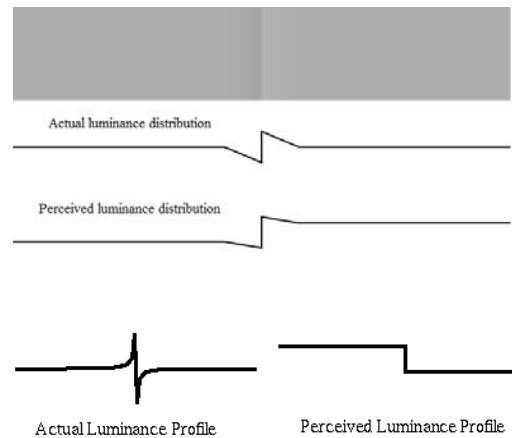 Actual luminance distribution
Perceived luminance distribution
Actual Luminance Profile
Perceived Luminance Profile